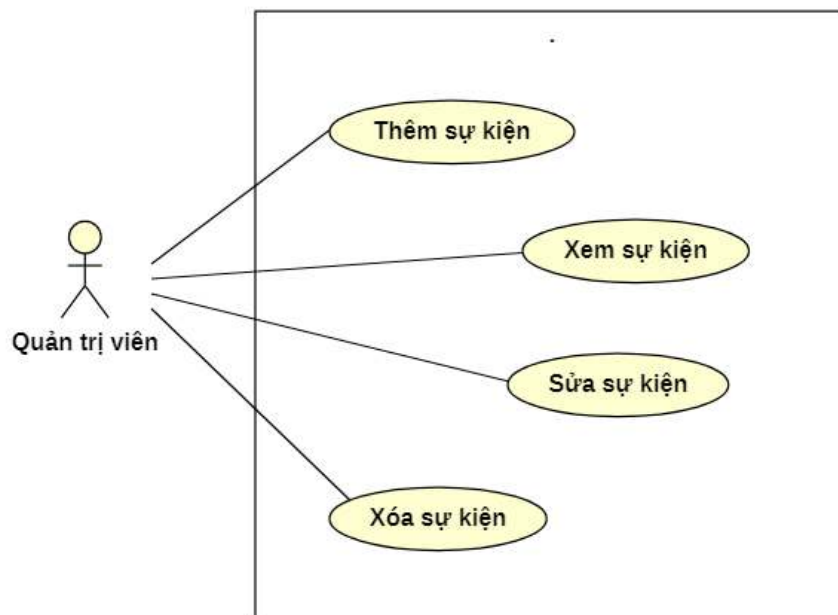 Thêm sự kiện
Xem sự kiện
Quản trị viên
Sửa sự kiện
Xóa sự kiện